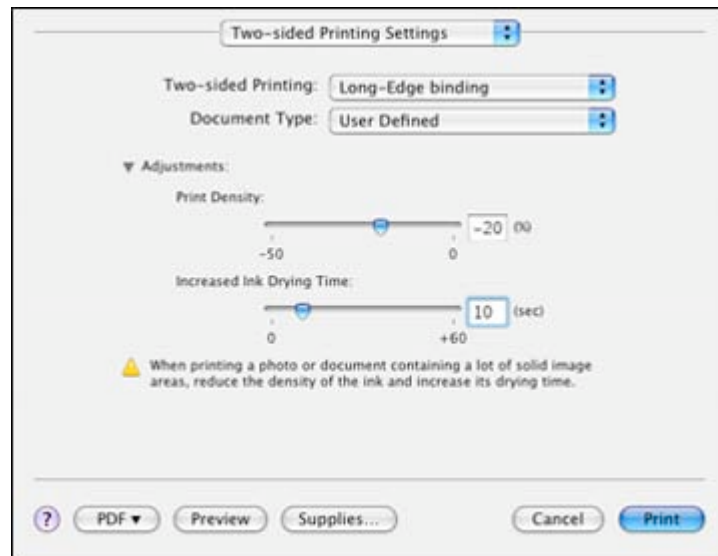 Two-sided Printing Settings
Two-sided Printing: Long-Edge binding
Document Type: User Defined
▼ Adjustments:
Print Density:
-20 (%)
-50 0
Increased Ink Drying Time:
10 (sec)
0 +60
When printing a photo or document containing a lot of solid image
areas, reduce the density of the ink and increase its drying time.
? PDF ▼ Preview Supplies... Cancel Print